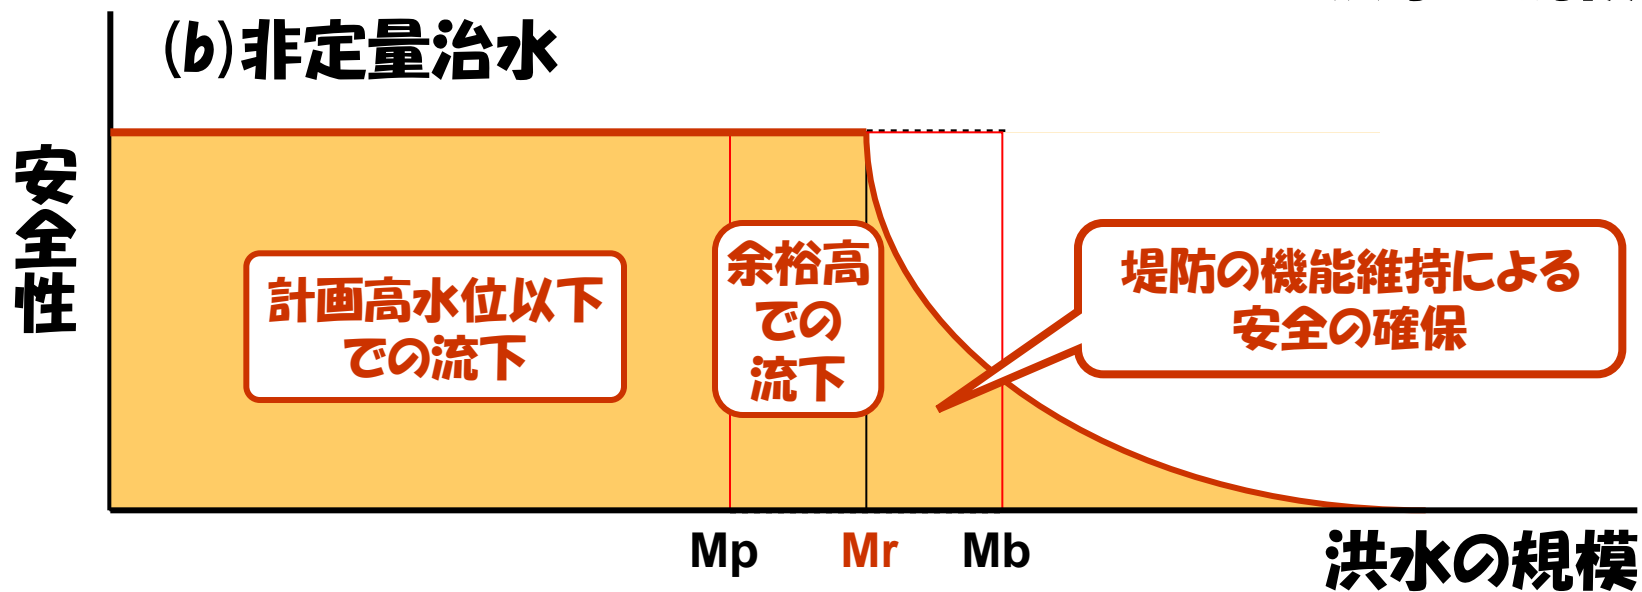 (b)非定量治水
安全性
計画高水位以下
での流下
余裕高
での
流下
堤防の機能維持による
安全の確保
Mp
Mr
Mb
洪水の規模